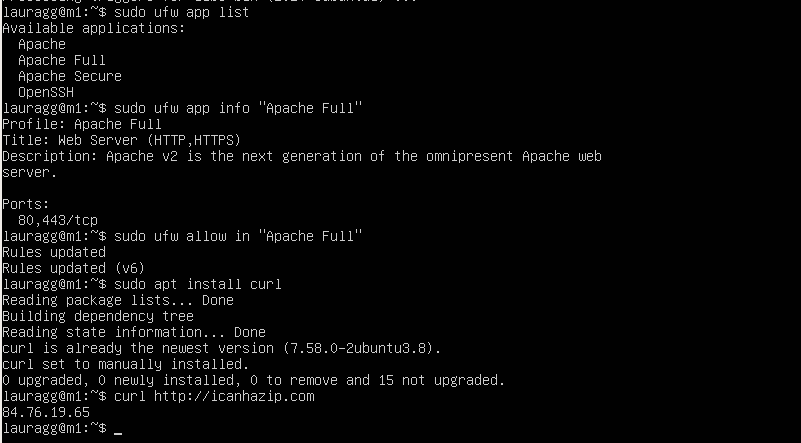 lauragg@m1:~$ sudo ufw app list
Available applications:
  Apache
  Apache Full
  Apache Secure
  OpenSSH
lauragg@m1:~$ sudo ufw app info "Apache Full"
Profile: Apache Full
Title: Web Server (HTTP,HTTPS)
Description: Apache v2 is the next generation of the omnipresent Apache web
server.

Ports:
  80,443/tcp
lauragg@m1:~$ sudo ufw allow in "Apache Full"
Rules updated
Rules updated (v6)
lauragg@m1:~$ sudo apt install curl
Reading package lists... Done
Building dependency tree
Reading state information... Done
curl is already the newest version (7.58.0-2ubuntu3.8).
curl set to manually installed.
0 upgraded, 0 newly installed, 0 to remove and 15 not upgraded.
lauragg@m1:~$ curl http://icanhazip.com
84.76.19.65
lauragg@m1:~$ _